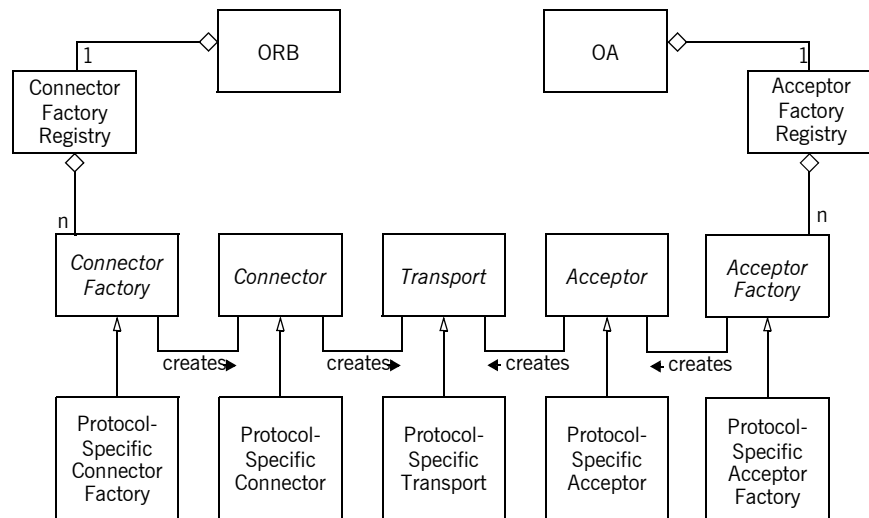 ORB
OA
1
1
Connector
Factory
Registry
Acceptor
Factory
Registry
n
n
Connector
Factory
Connector
Transport
Acceptor
Acceptor
Factory
creates
creates
creates
creates
Protocol-
Specific
Connector
Factory
Protocol-
Specific
Connector
Protocol-
Specific
Transport
Protocol-
Specific
Acceptor
Protocol-
Specific
Acceptor
Factory